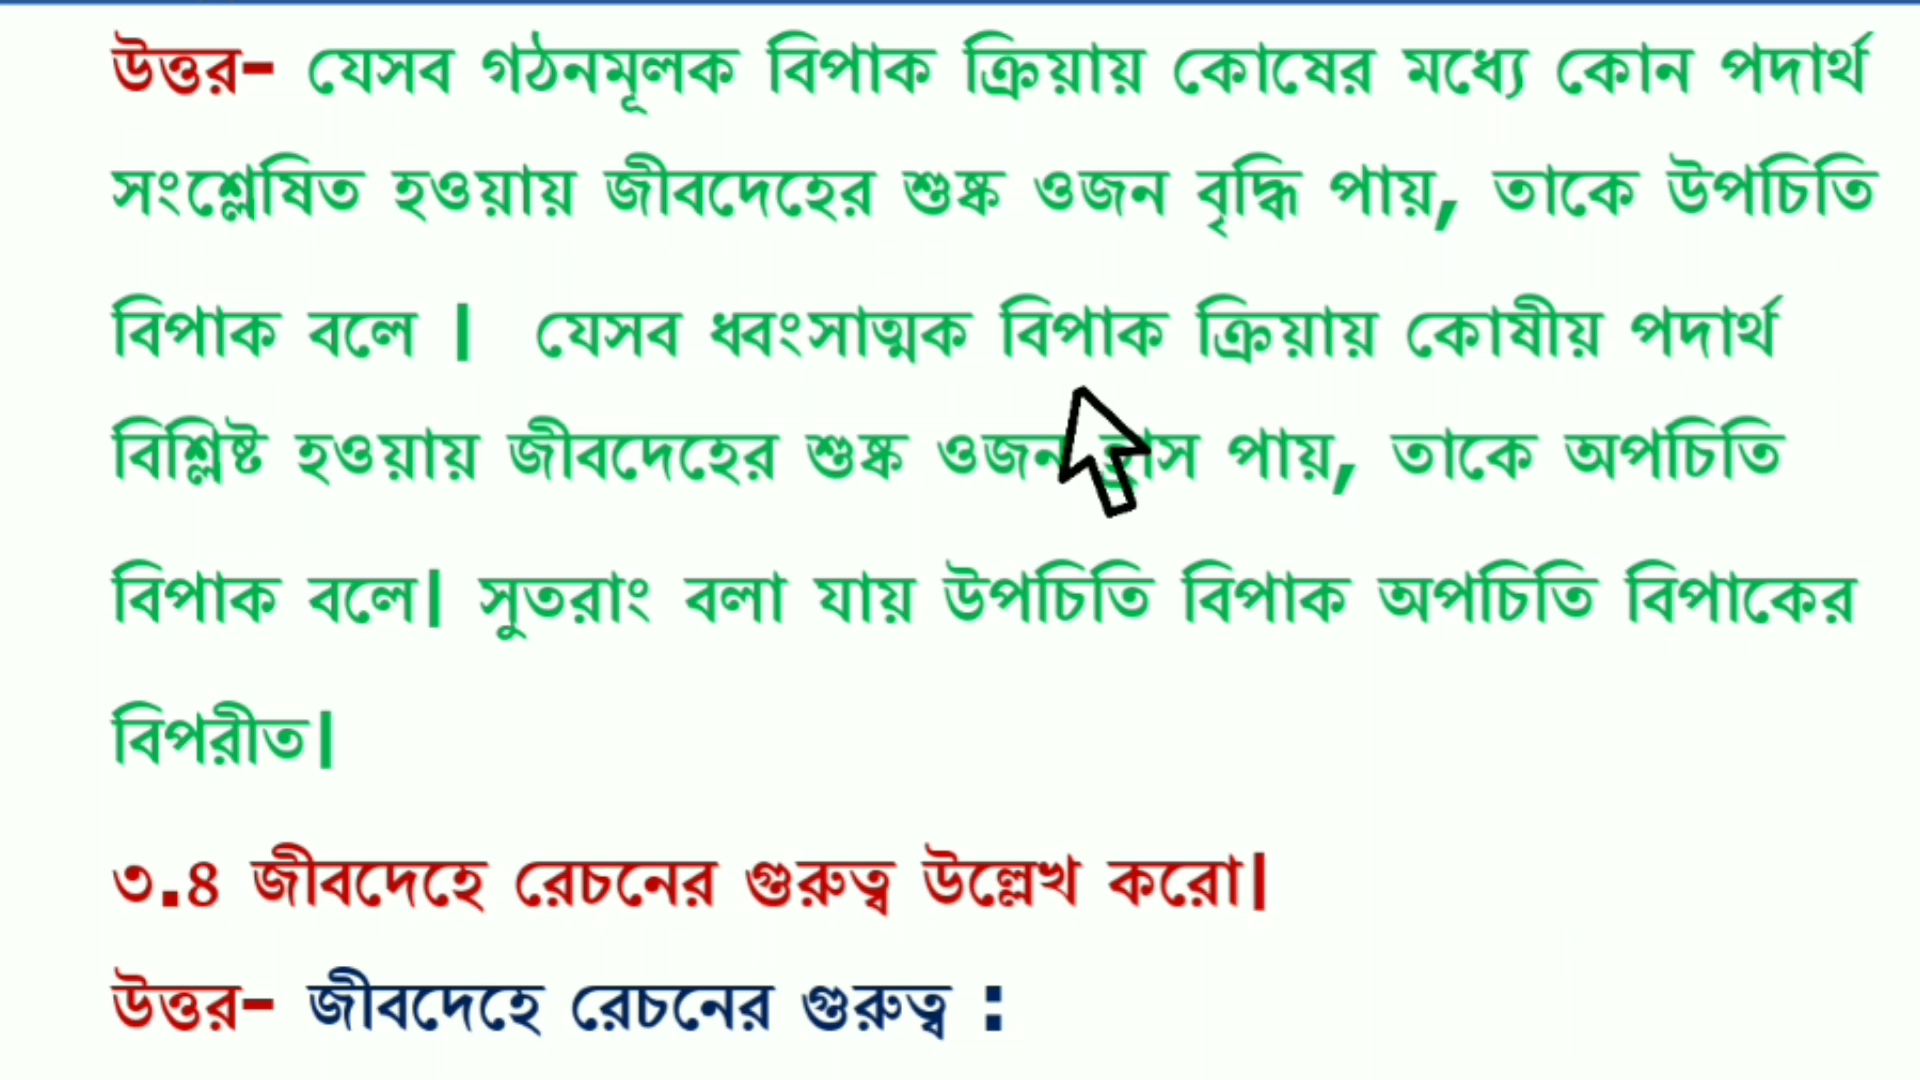 উত্তর- যেসব গঠনমূলক বিপাক ক্রিয়ায় কোষের মধ্যে কোন পদার্থ
সংশ্লেষিত হওয়ায় জীবদেহের শুষ্ক ওজন বৃদ্ধি পায়, তাকে উপচিতি
বিপাক বলে । যেসব ধ্বংসাত্মক বিপাক ক্রিয়ায় কোষীয় পদার্থ
বিশ্লিষ্ট হওয়ায় জীবদেহের শুষ্ক ওজন হ্রাস পায়, তাকে অপচিতি
বিপাক বলে। সুতরাং বলা যায় উপচিতি বিপাক অপচিতি বিপাকের
বিপরীত।
৩.৪ জীবদেহে রেচনের গুরুত্ব উল্লেখ করো।
উত্তর- জীবদেহে রেচনের গুরুত্ব :